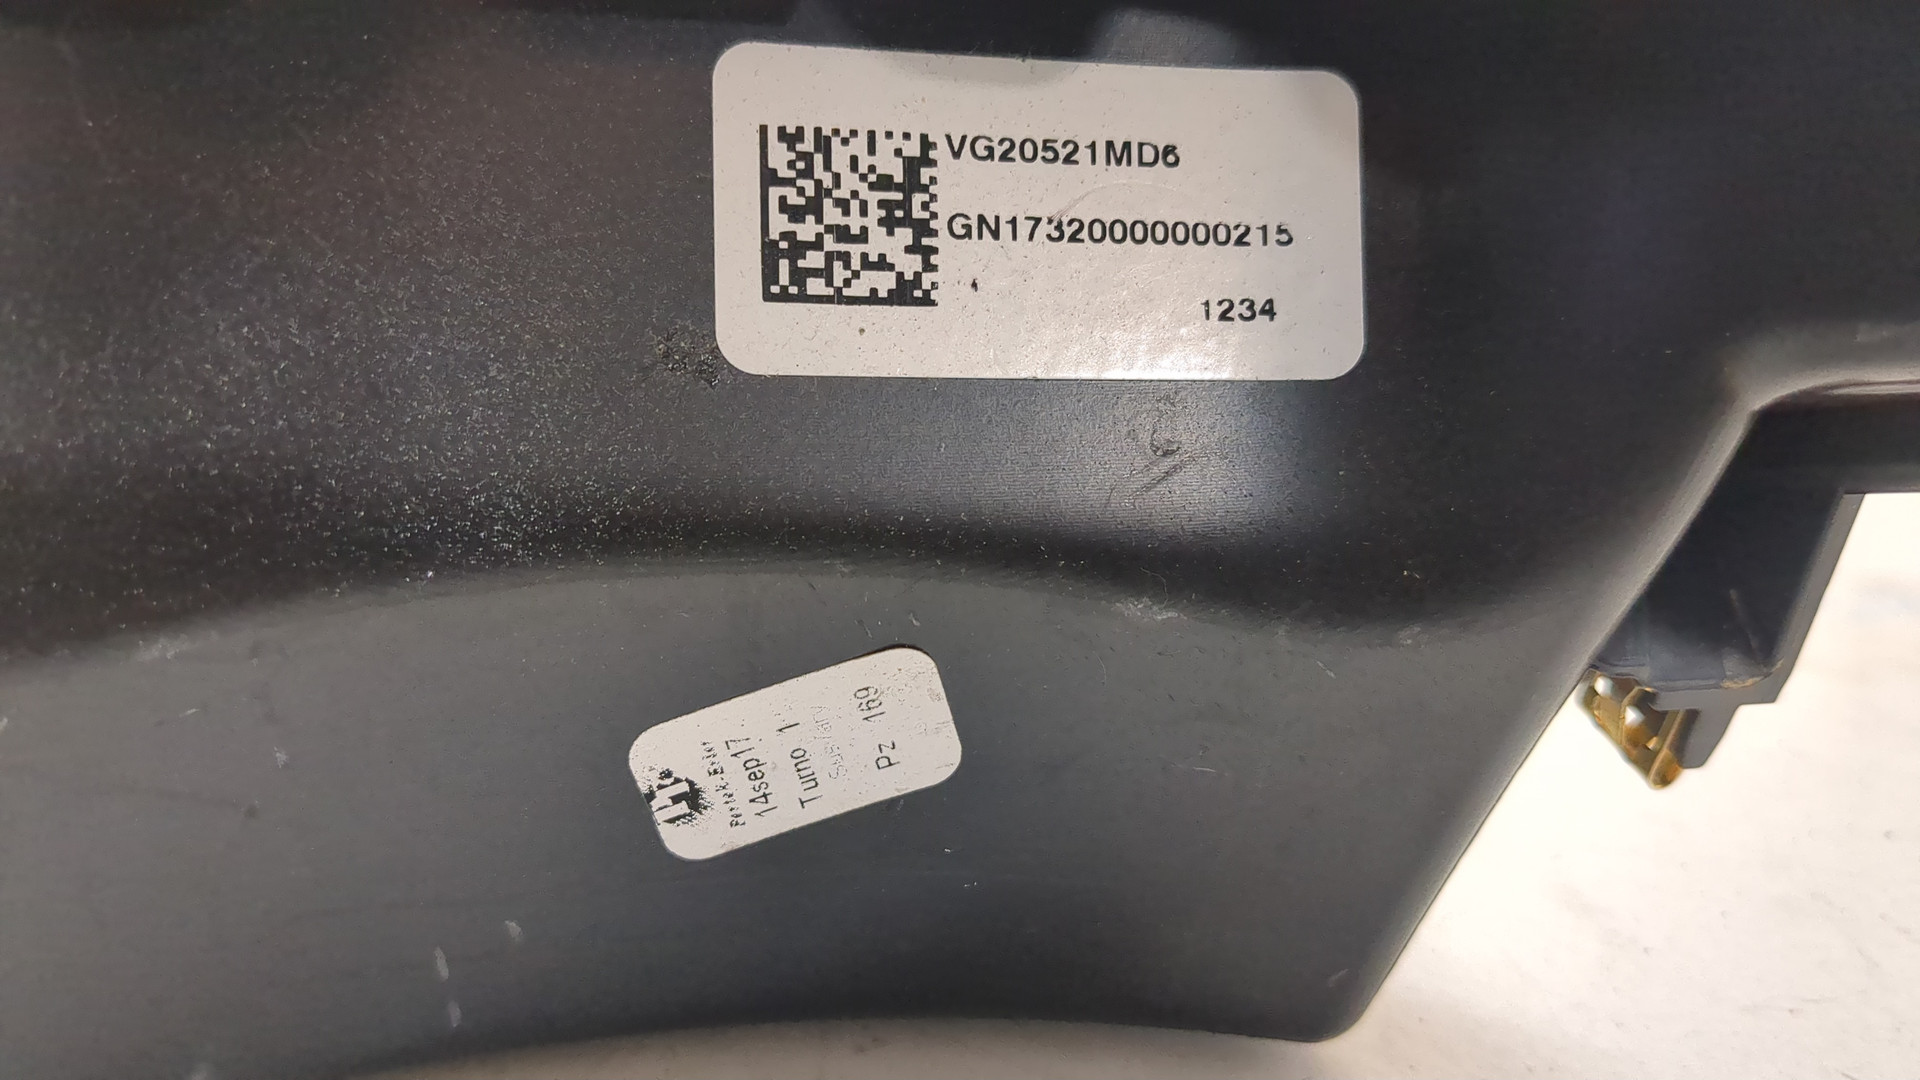 VG20521MD6
GN17320000000215
1234
14sep17
Turno 1
Pz 169